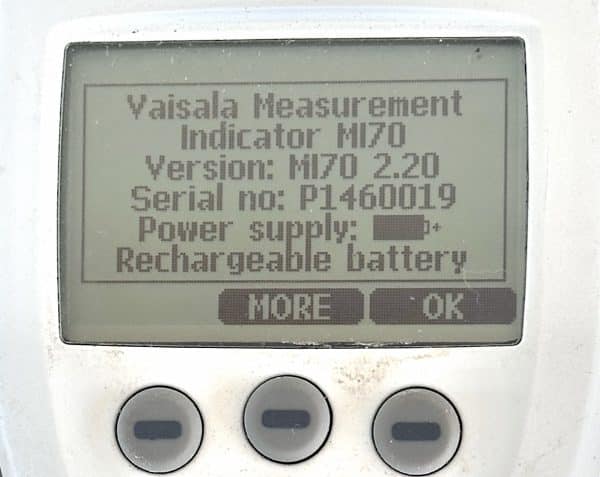 Vaisala Measurement
Indicator MI70
Version: MI70 2.20
Serial no: P1460019
Power supply: +
Rechargeable battery
MORE OK